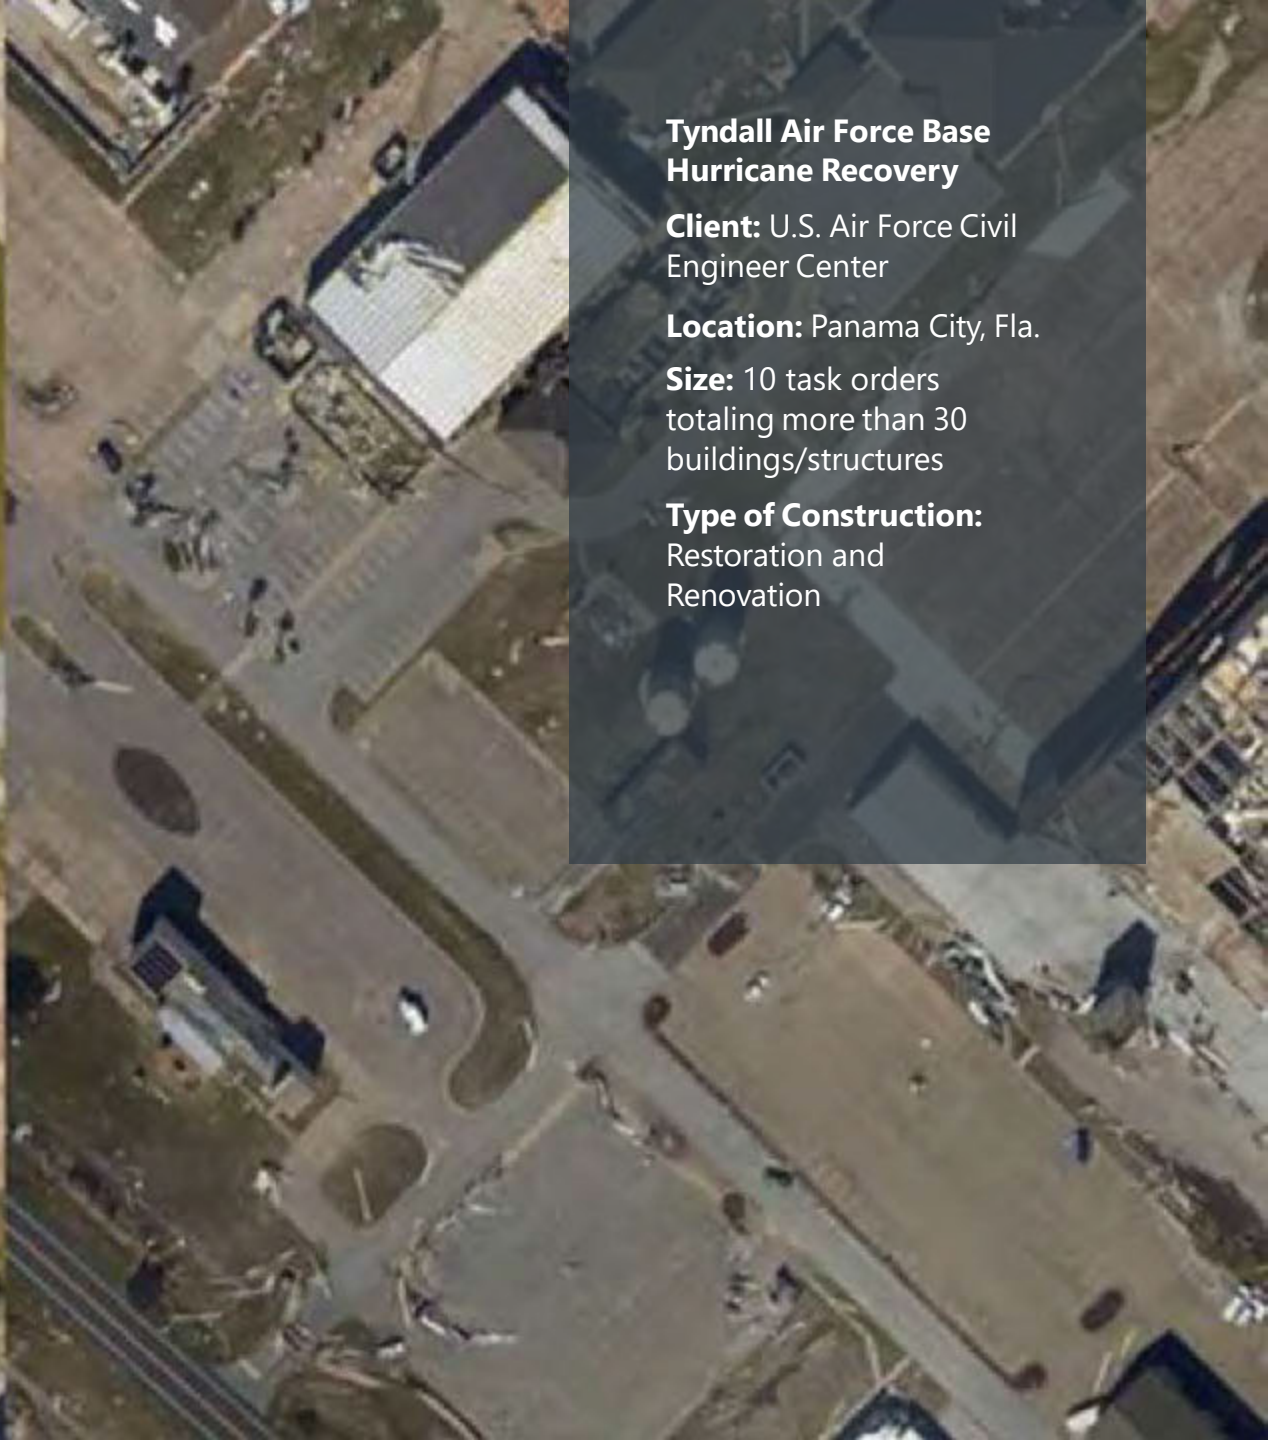 Tyndall Air Force Base
Hurricane Recovery
Client: U.S. Air Force Civil
Engineer Center
Location: Panama City, Fla.
Size: 10 task orders
totaling more than 30
buildings/structures
Type of Construction:
Restoration and
Renovation